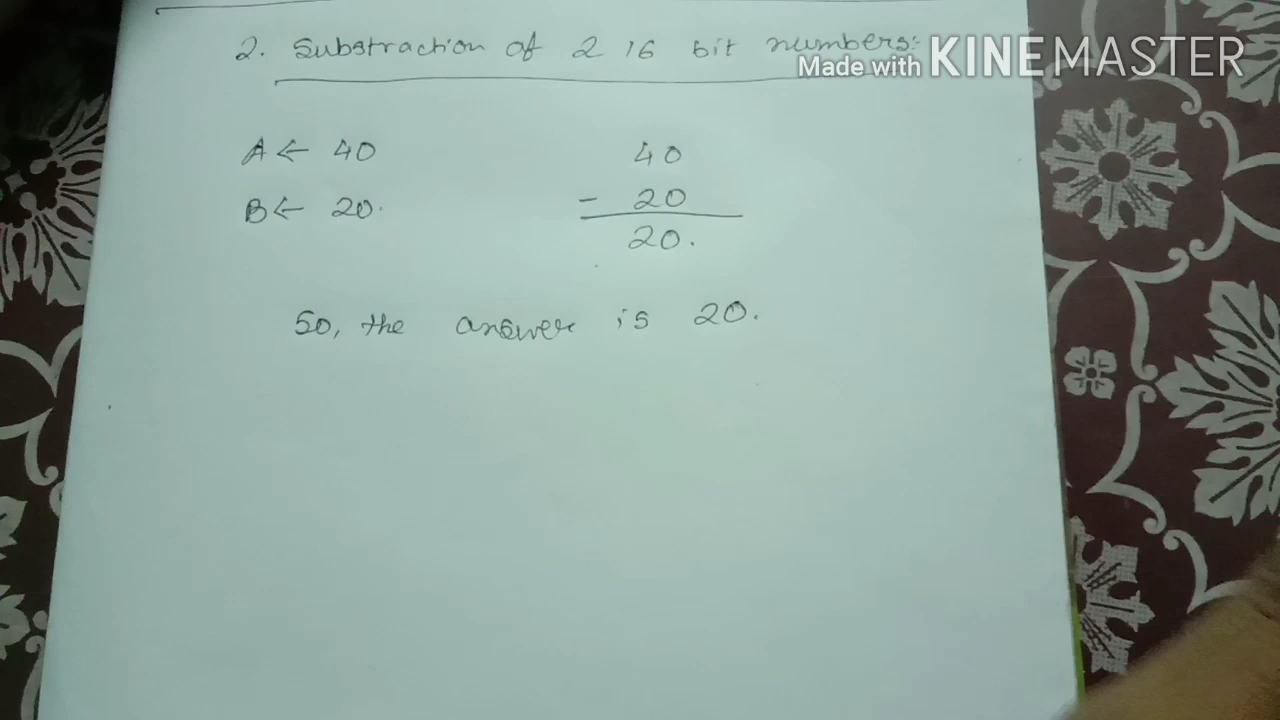 2. Substraction of 2 16 bit numbers:
Made with KINEMASTER
A ← 40
B ← 20.
40
- 20
20.
So, the answer is 20.